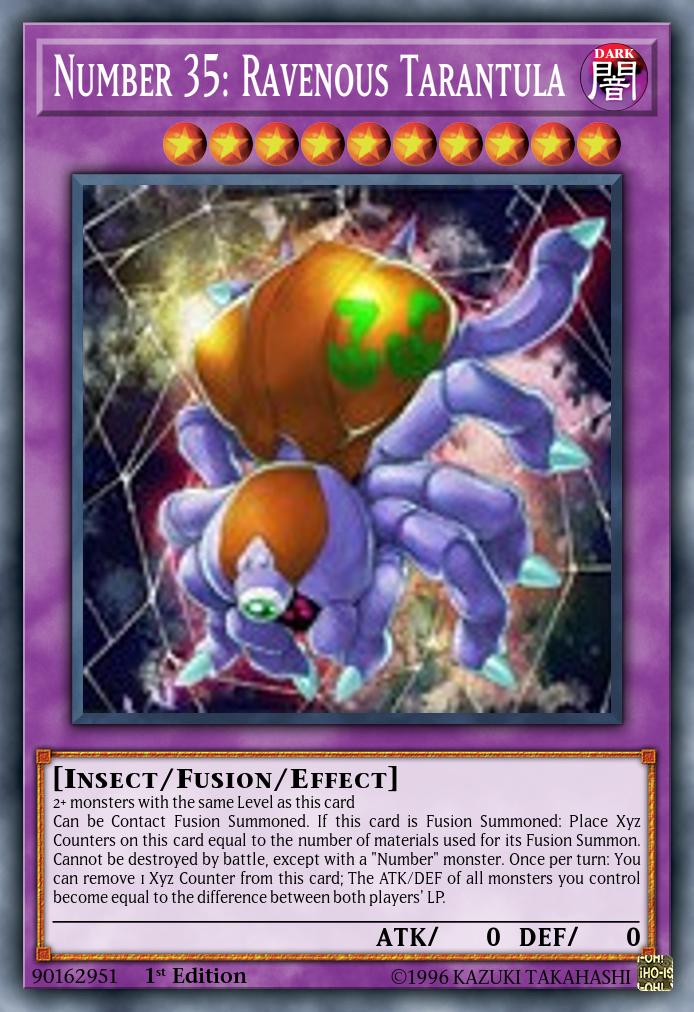 Number 35: Ravenous Tarantula
DARK
闇
35
[Insect/Fusion/Effect]
2+ monsters with the same Level as this card
Can be Contact Fusion Summoned. If this card is Fusion Summoned: Place Xyz
Counters on this card equal to the number of materials used for its Fusion Summon.
Cannot be destroyed by battle, except with a "Number" monster. Once per turn: You
can remove 1 Xyz Counter from this card; The ATK/DEF of all monsters you control
become equal to the difference between both players' LP.
ATK/ 0 DEF/ 0
90162951 1st Edition ©1996 KAZUKI TAKAHASHI